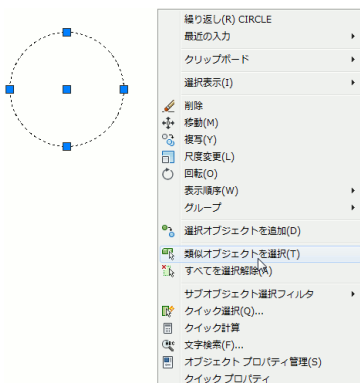 繰り返し(R) CIRCLE
最近の入力
クリップボード
選択表示(I)
削除
移動(M)
複写(Y)
尺度変更(L)
回転(O)
表示順序(W)
グループ
選択オブジェクトを追加(D)
類似オブジェクトを選択(T)
すべてを選択解除(A)
サブオブジェクト選択フィルタ
クイック選択(Q)...
クイック計算
文字検索(F)...
オブジェクト プロパティ管理(S)
クイック プロパティ